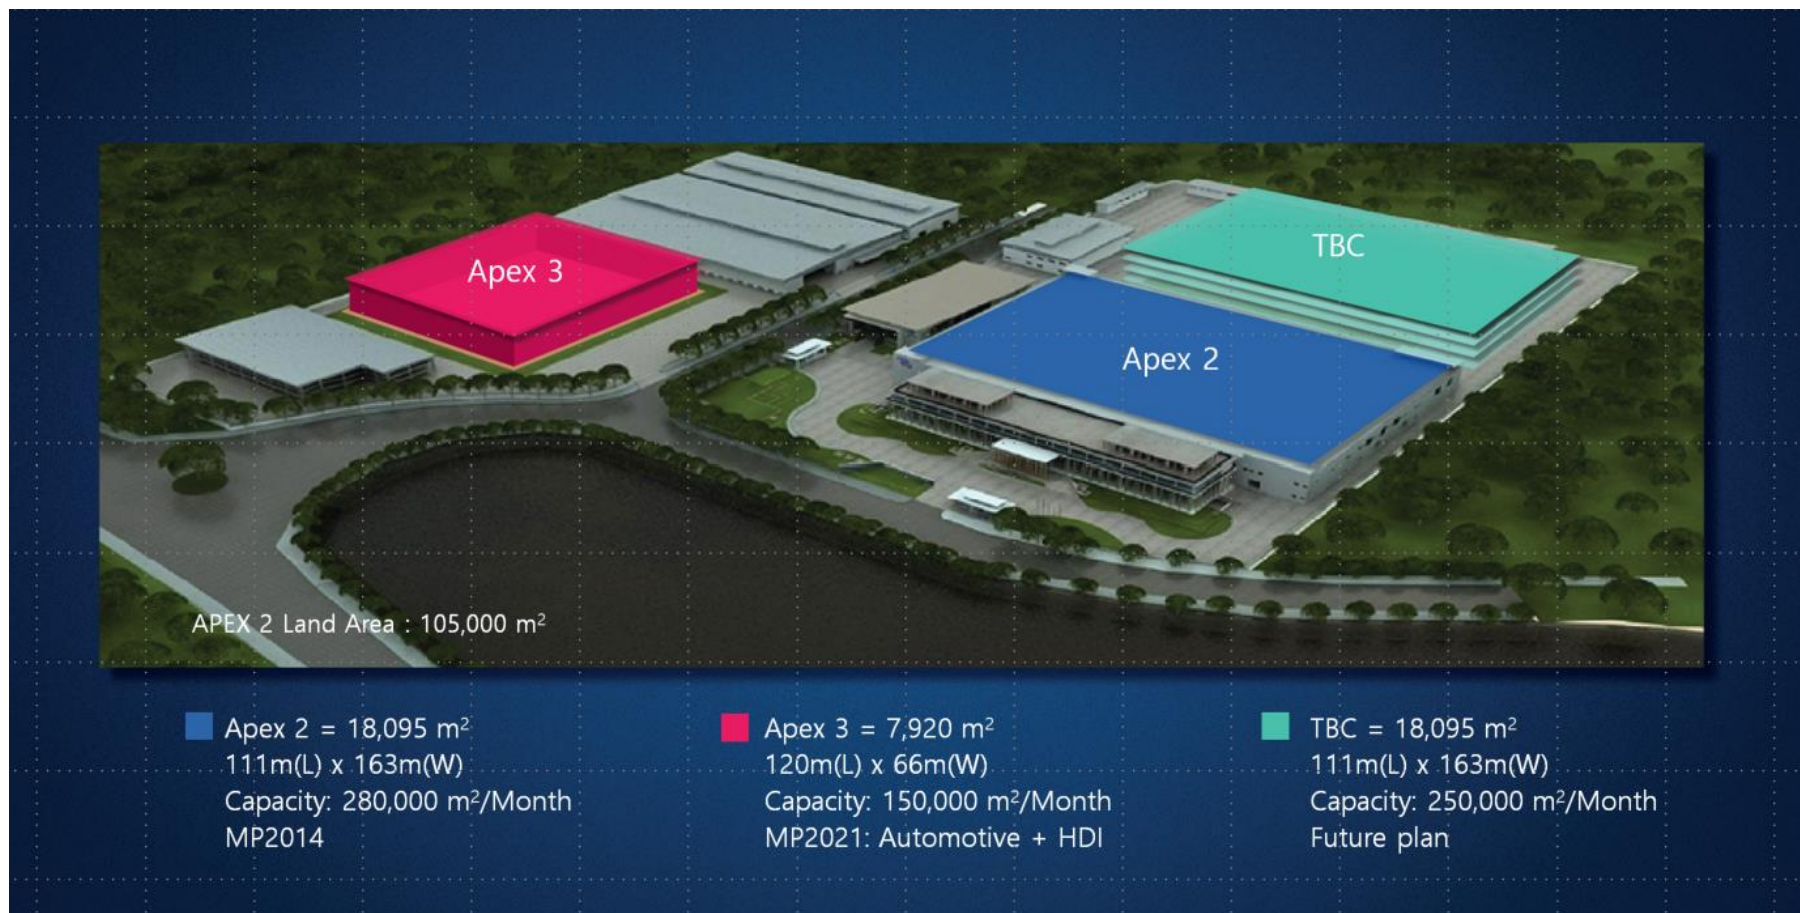 Apex 3
TBC
Apex 2
APEX 2 Land Area : 105,000 m²
Apex 2 = 18,095 m²
111m(L) x 163m(W)
Capacity: 280,000 m²/Month
MP2014
Apex 3 = 7,920 m²
120m(L) x 66m(W)
Capacity: 150,000 m²/Month
MP2021: Automotive + HDI
TBC = 18,095 m²
111m(L) x 163m(W)
Capacity: 250,000 m²/Month
Future plan